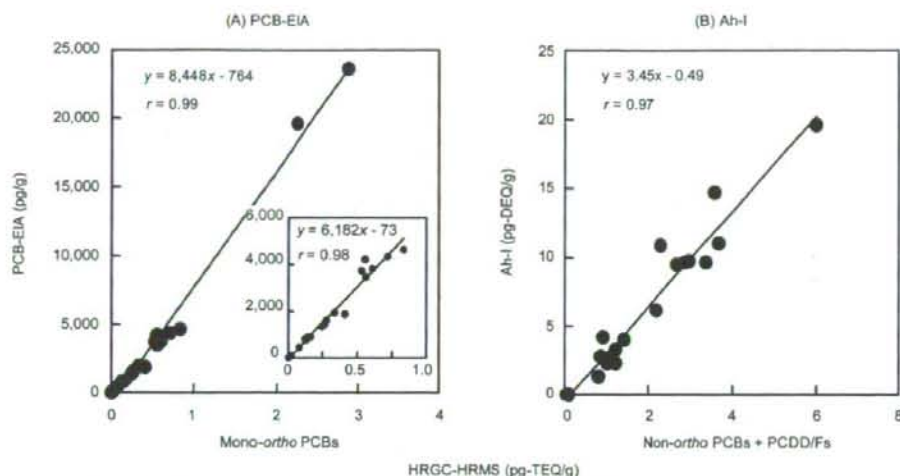 (A) PCB-EIA
(B) Ah-I
25,000
20,000
15,000
10,000
5,000
0
PCB-EIA (pg/g)
y = 8,448x - 764
r = 0.99
6,000
4,000
2,000
0
y = 6,182x - 73
r = 0.98
0 0.5 1.0
0 1 2 3 4
Mono-ortho PCBs
25
20
15
10
5
0
Ah-I (pg-DEQ/g)
y = 3.45x - 0.49
r = 0.97
0 2 4 6 8
Non-ortho PCBs + PCDD/Fs
HRGC-HRMS (pg-TEQ/g)